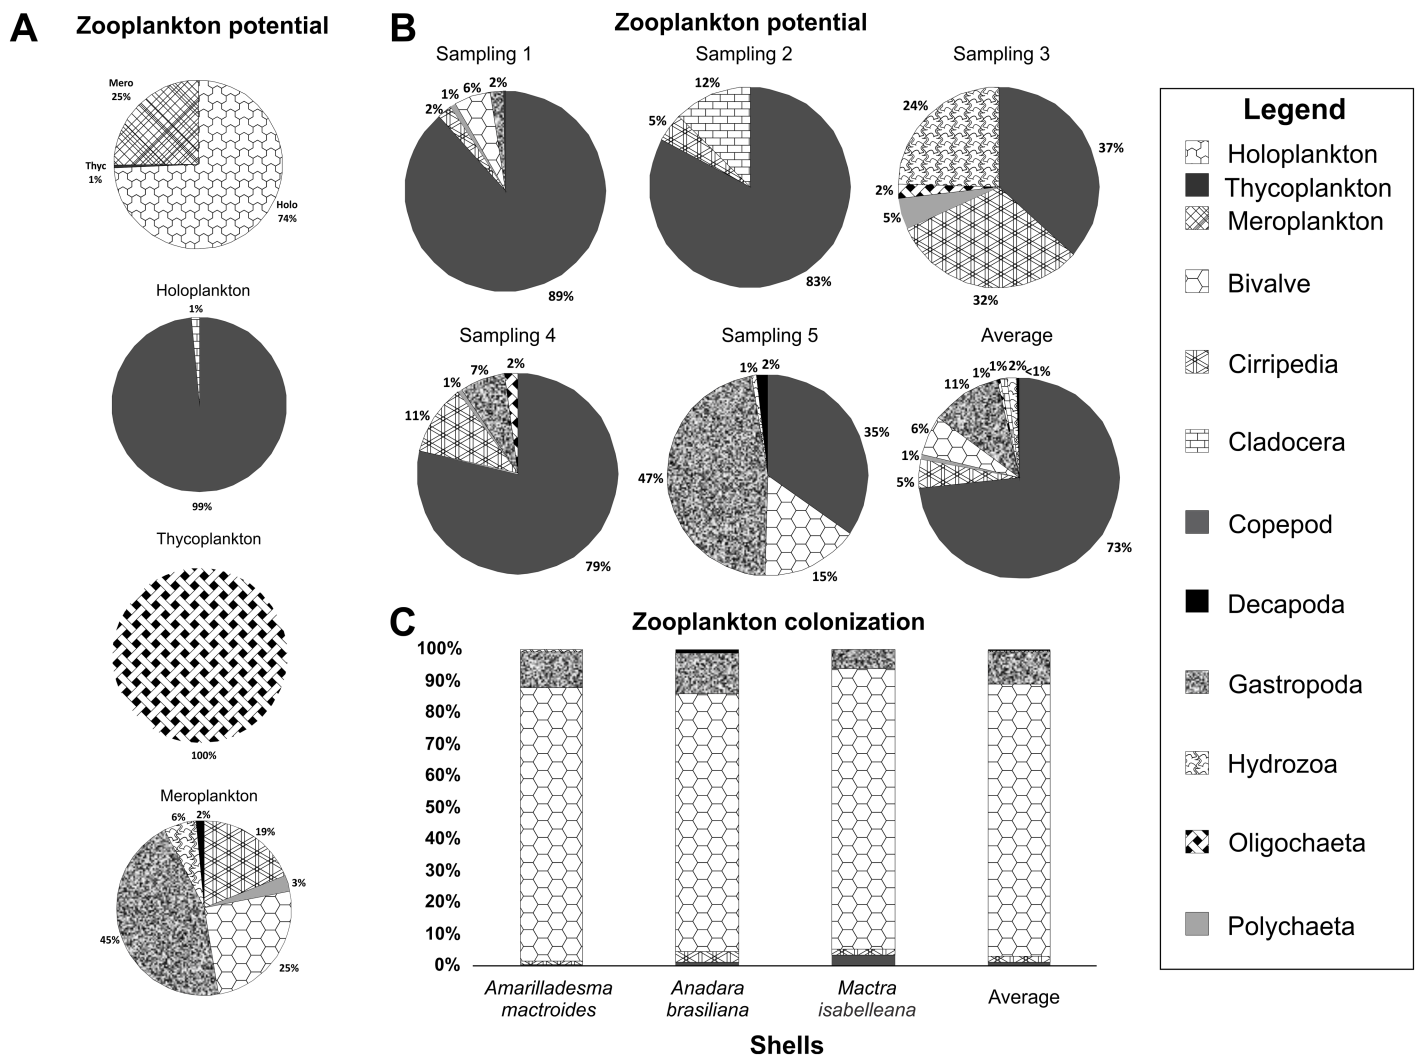 A
Zooplankton potential
Mero
25%
Thyc
1%
Holo
74%
Holoplankton
1%
99%
Thycoplankton
100%
Meroplankton
6%
2%
19%
3%
45%
25%
B
Zooplankton potential
Sampling 1
2%
1%
6%
2%
89%
Sampling 2
12%
5%
83%
Sampling 3
24%
37%
2%
5%
32%
Sampling 4
2%
7%
1%
11%
79%
Sampling 5
1%
2%
35%
47%
15%
Average
11%
1%
1%
2%
<1%
6%
1%
5%
73%
C
Zooplankton colonization
100%
90%
80%
70%
60%
50%
40%
30%
20%
10%
0%
Amarilladesma
mactroides
Anadara
brasiliana
Mactra
isabelleana
Average
Shells
Legend
Holoplankton
Thycoplankton
Meroplankton
Bivalve
Cirripedia
Cladocera
Copepod
Decapoda
Gastropoda
Hydrozoa
Oligochaeta
Polychaeta